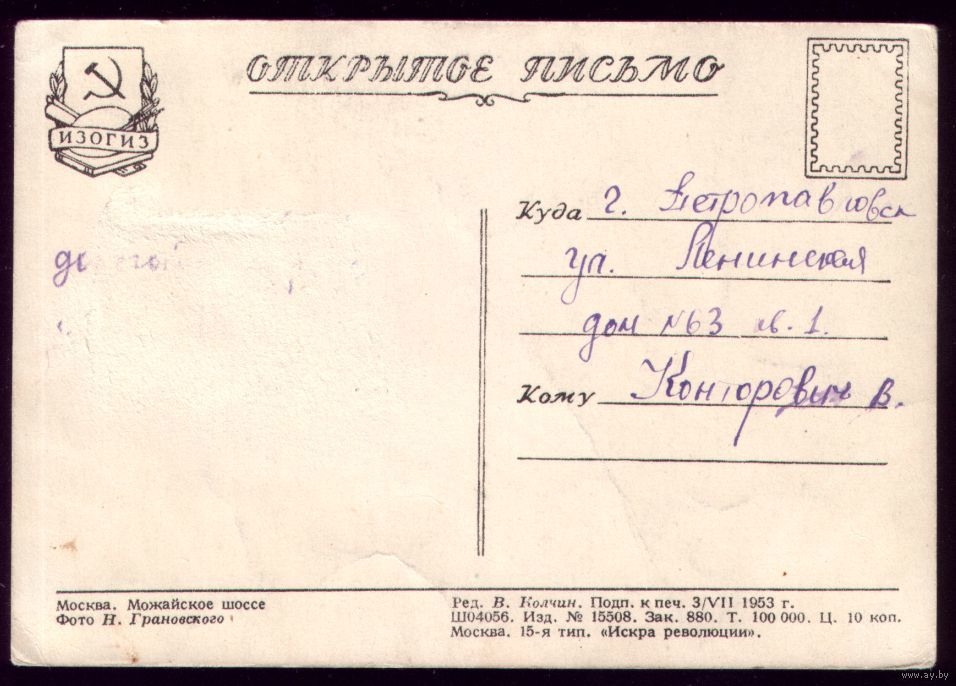 ОТКРЫТОЕ ПИСЬМО
ИЗОГИЗ
Куда г. Петропавловск
ул. Ленинская
дом №63 кв. 1.
Кому Конторович В.
Москва. Можайское шоссе
Фото Н. Грановского
Ред. В. Колчин. Подп. к печ. 3/VII 1953 г.
Ш04056. Изд. № 15508. Зак. 880. Т. 100 000. Ц. 10 коп.
Москва. 15-я тип. «Искра революции».
www.ay.by